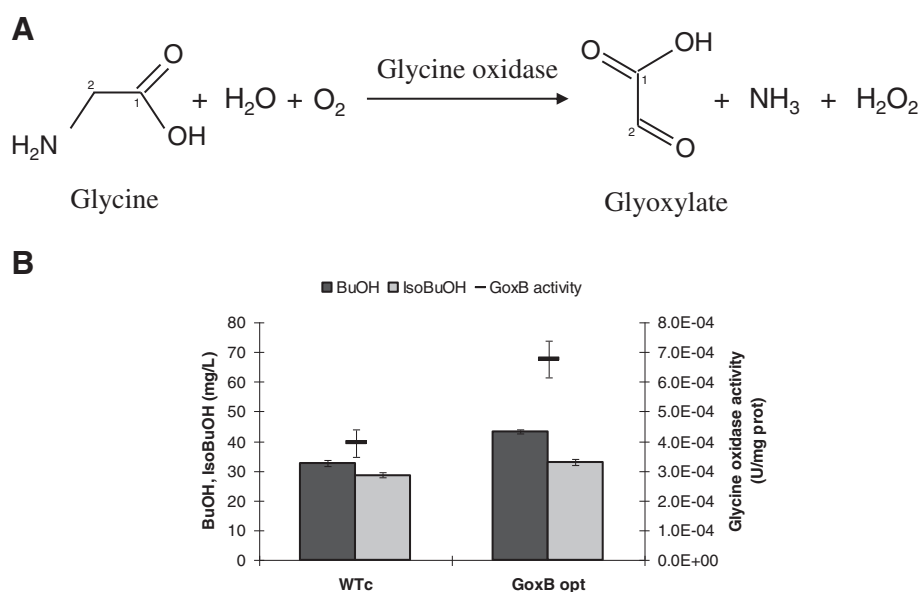 A
O
2
1
H₂N
OH
Glycine
+ H₂O + O₂
Glycine oxidase
O
OH
1
2
O
Glyoxylate
+ NH₃ + H₂O₂
B
BuOH IsoBuOH GoxB activity
BuOH, IsoBuOH (mg/L)
80
70
60
50
40
30
20
10
0
8.0E-04
7.0E-04
6.0E-04
5.0E-04
4.0E-04
3.0E-04
2.0E-04
1.0E-04
0.0E+00
Glycine oxidase activity
(U/mg prot)
WTc GoxB opt